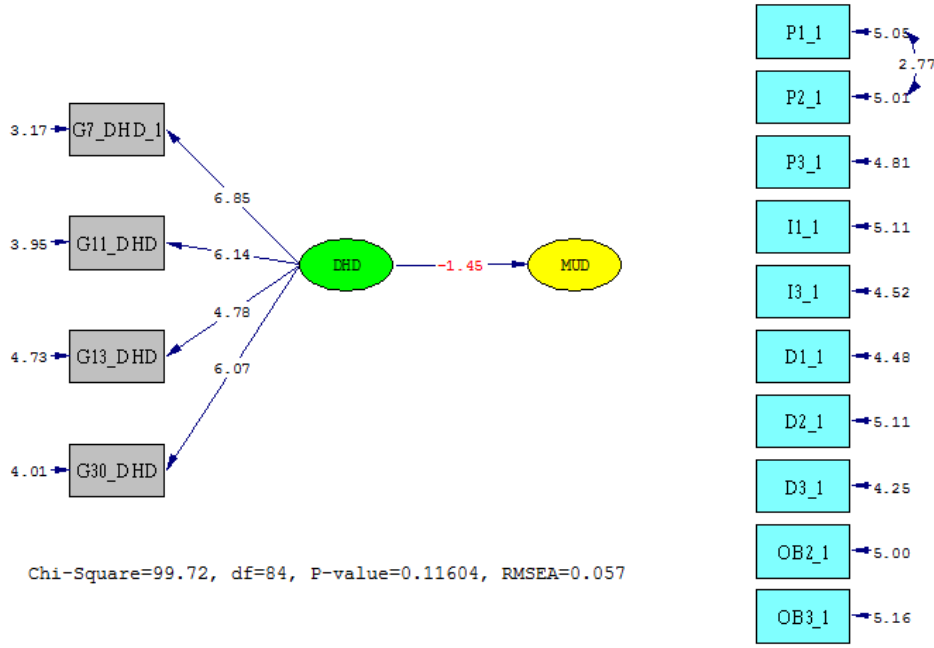 P1_1
5.05
2.77
P2_1
5.01
3.17
G7_DHD_1
P3_1
4.81
6.85
3.95
G11_DHD
I1_1
5.11
6.14
DHD
-1.45
MUD
I3_1
4.52
4.78
4.73
G13_DHD
D1_1
4.48
6.07
D2_1
5.11
4.01
G30_DHD
D3_1
4.25
OB2_1
5.00
Chi-Square=99.72, df=84, P-value=0.11604, RMSEA=0.057
OB3_1
5.16